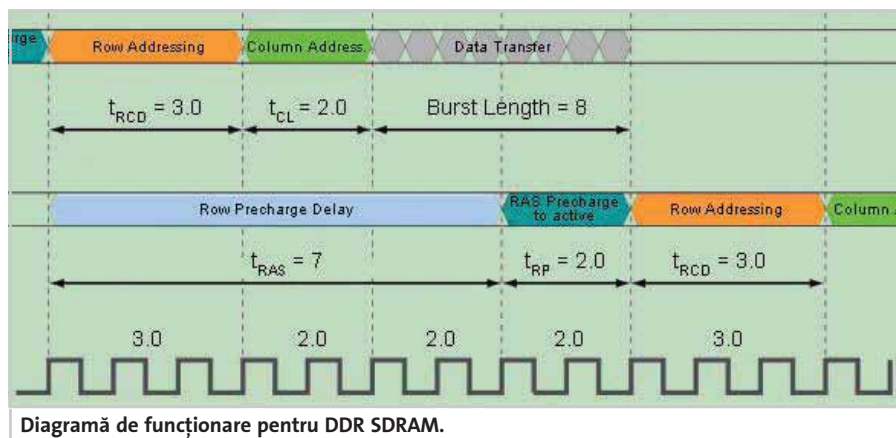 rge
Row Addressing
Column Address.
Data Transfer
tRCD = 3.0
tCL = 2.0
Burst Length = 8
Row Precharge Delay
RAS Precharge
to active
Row Addressing
Column A
tRAS = 7
tRP = 2.0
tRCD = 3.0
3.0
2.0
2.0
2.0
3.0
Diagramă de funcționare pentru DDR SDRAM.